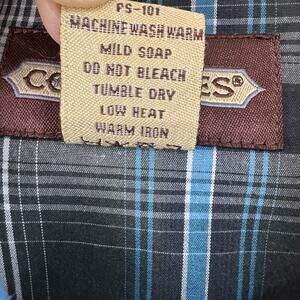 PS-101
MACHINE WASH WARM
MILD SOAP
DO NOT BLEACH
TUMBLE DRY
LOW HEAT
WARM IRON